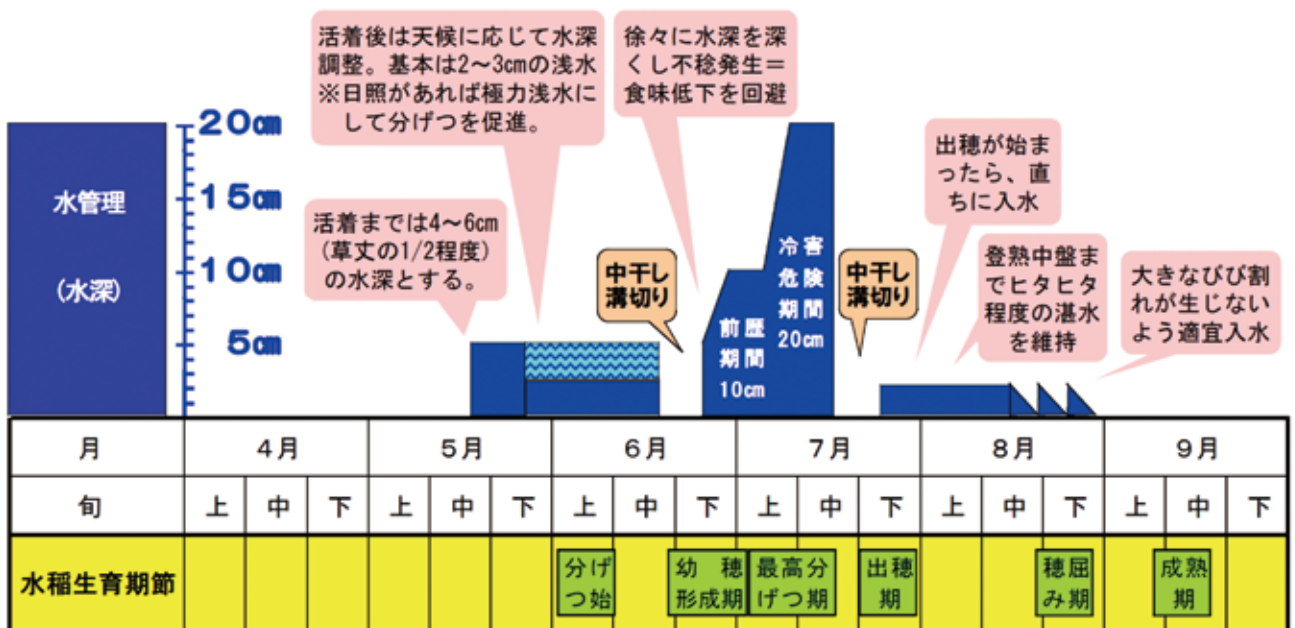 活着後は天候に応じて水深
調整。基本は2～3㎝の浅水
※日照があれば極力浅水に
して分げつを促進。
徐々に水深を深
くし不稔発生＝
食味低下を回避
活着までは4～6㎝
(草丈の1/2程度)
の水深とする。
出穂が始ま
ったら、直
ちに入水
登熟中盤ま
でヒタヒタ
程度の湛水
を維持
大きなびび割
れが生じない
よう適宜入水
水管理
(水深)
20㎝
15㎝
10㎝
5㎝
中干し
溝切り
前歴
期間
10㎝
冷害
危険
期間
20㎝
中干し
溝切り
月 4月 5月 6月 7月 8月 9月
旬 上 中 下 上 中 下 上 中 下 上 中 下 上 中 下 上 中 下
水稲生育期節
分げ
つ始
幼穂
形成期
最高分
げつ期
出穂
期
穂屈
み期
成熟
期